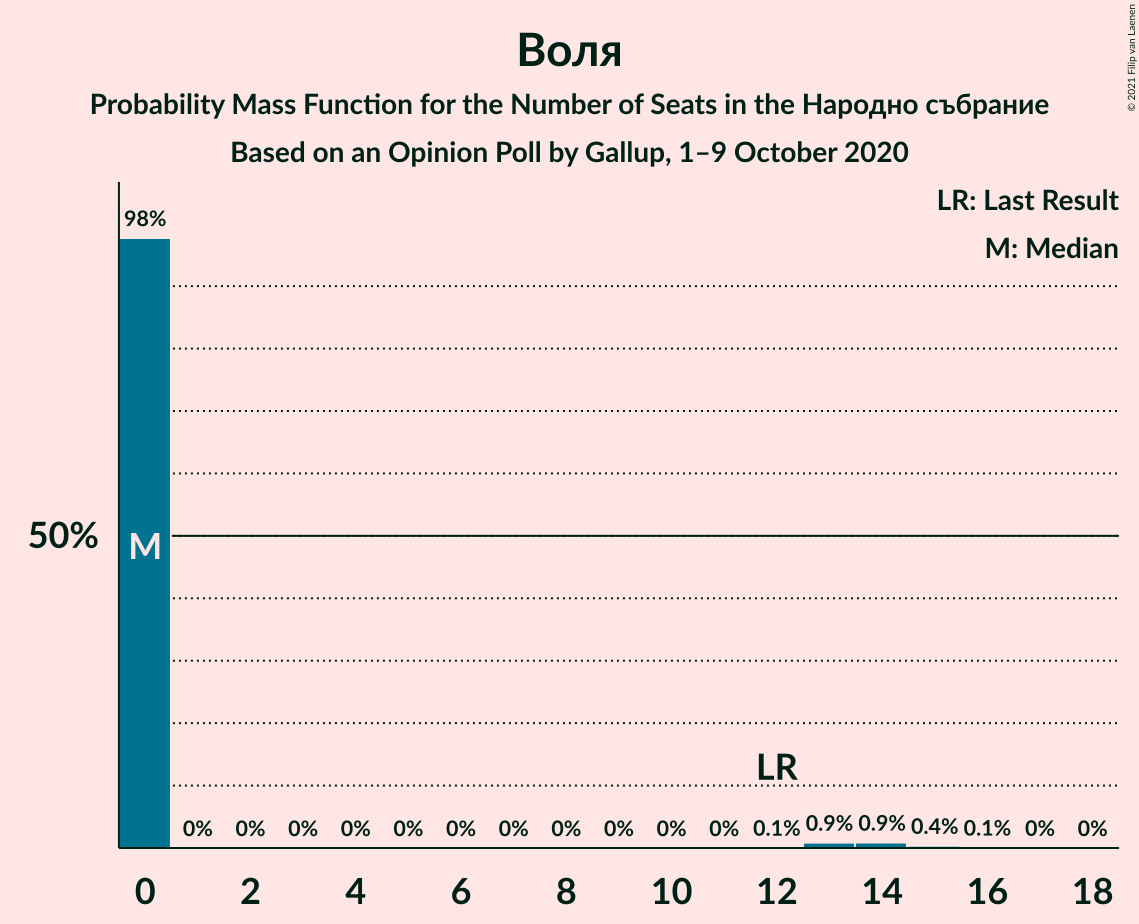 Воля
Probability Mass Function for the Number of Seats in the Народно събрание
Based on an Opinion Poll by Gallup, 1–9 October 2020
© 2021 Filip van Laenen
LR: Last Result
M: Median
98%
50%
M
LR
0% 0% 0% 0% 0% 0% 0% 0% 0% 0% 0% 0.1% 0.9% 0.9% 0.4% 0.1% 0% 0%
0 2 4 6 8 10 12 14 16 18